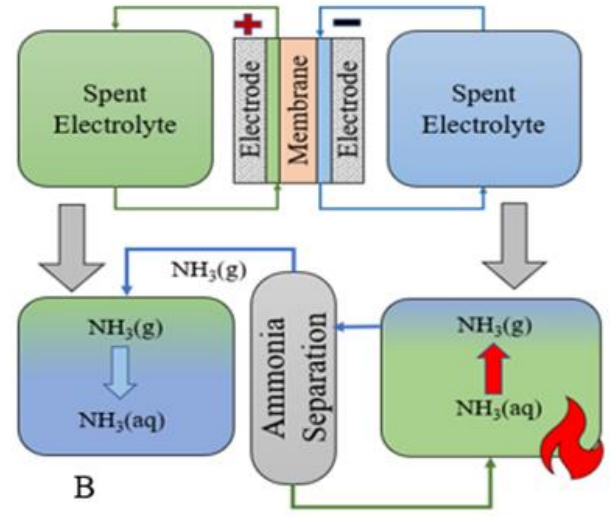 +
−
Spent
Electrolyte
Electrode
Membrane
Electrode
Spent
Electrolyte
NH₃(g)
NH₃(g)
NH₃(aq)
Ammonia
Separation
NH₃(g)
NH₃(aq)
B